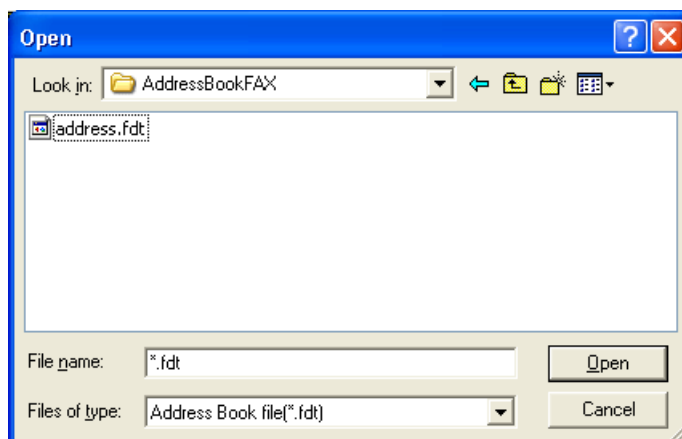 Open
Look in: AddressBookFAX
address.fdt
File name: *.fdt Open
Files of type: Address Book file(*.fdt) Cancel